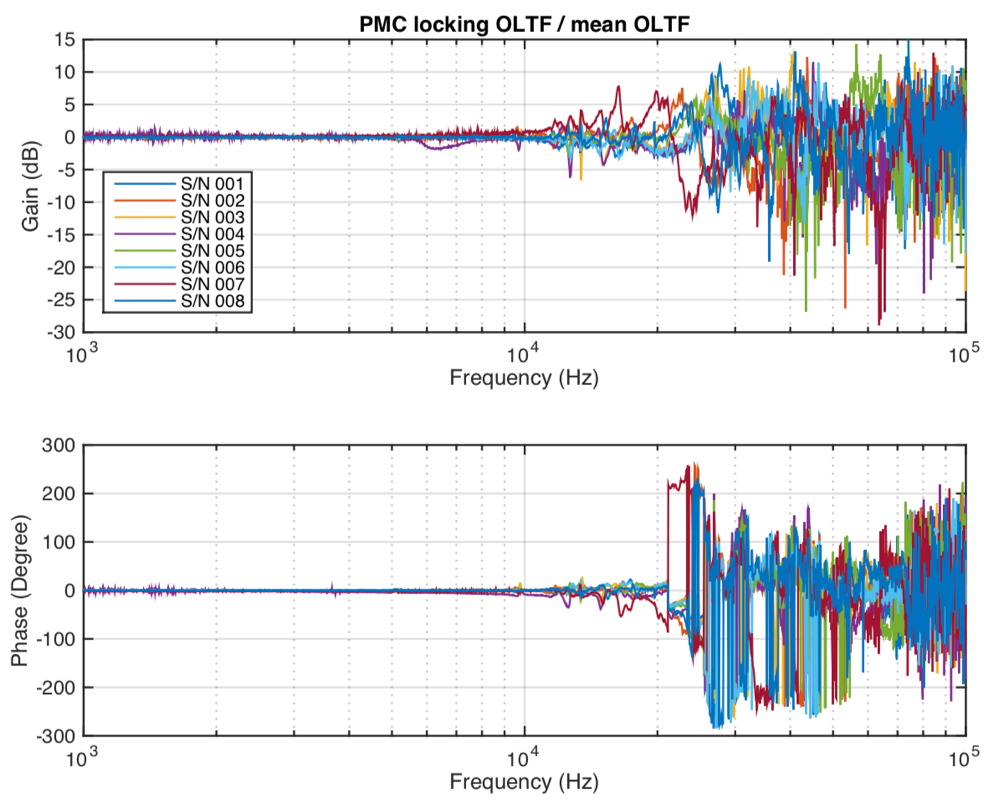 PMC locking OLTF / mean OLTF
15
10
5
0
-5
-10
-15
-20
-25
-30
Gain (dB)
S/N 001
S/N 002
S/N 003
S/N 004
S/N 005
S/N 006
S/N 007
S/N 008
10^3 10^4 10^5
Frequency (Hz)
300
200
100
0
-100
-200
-300
Phase (Degree)
10^3 10^4 10^5
Frequency (Hz)